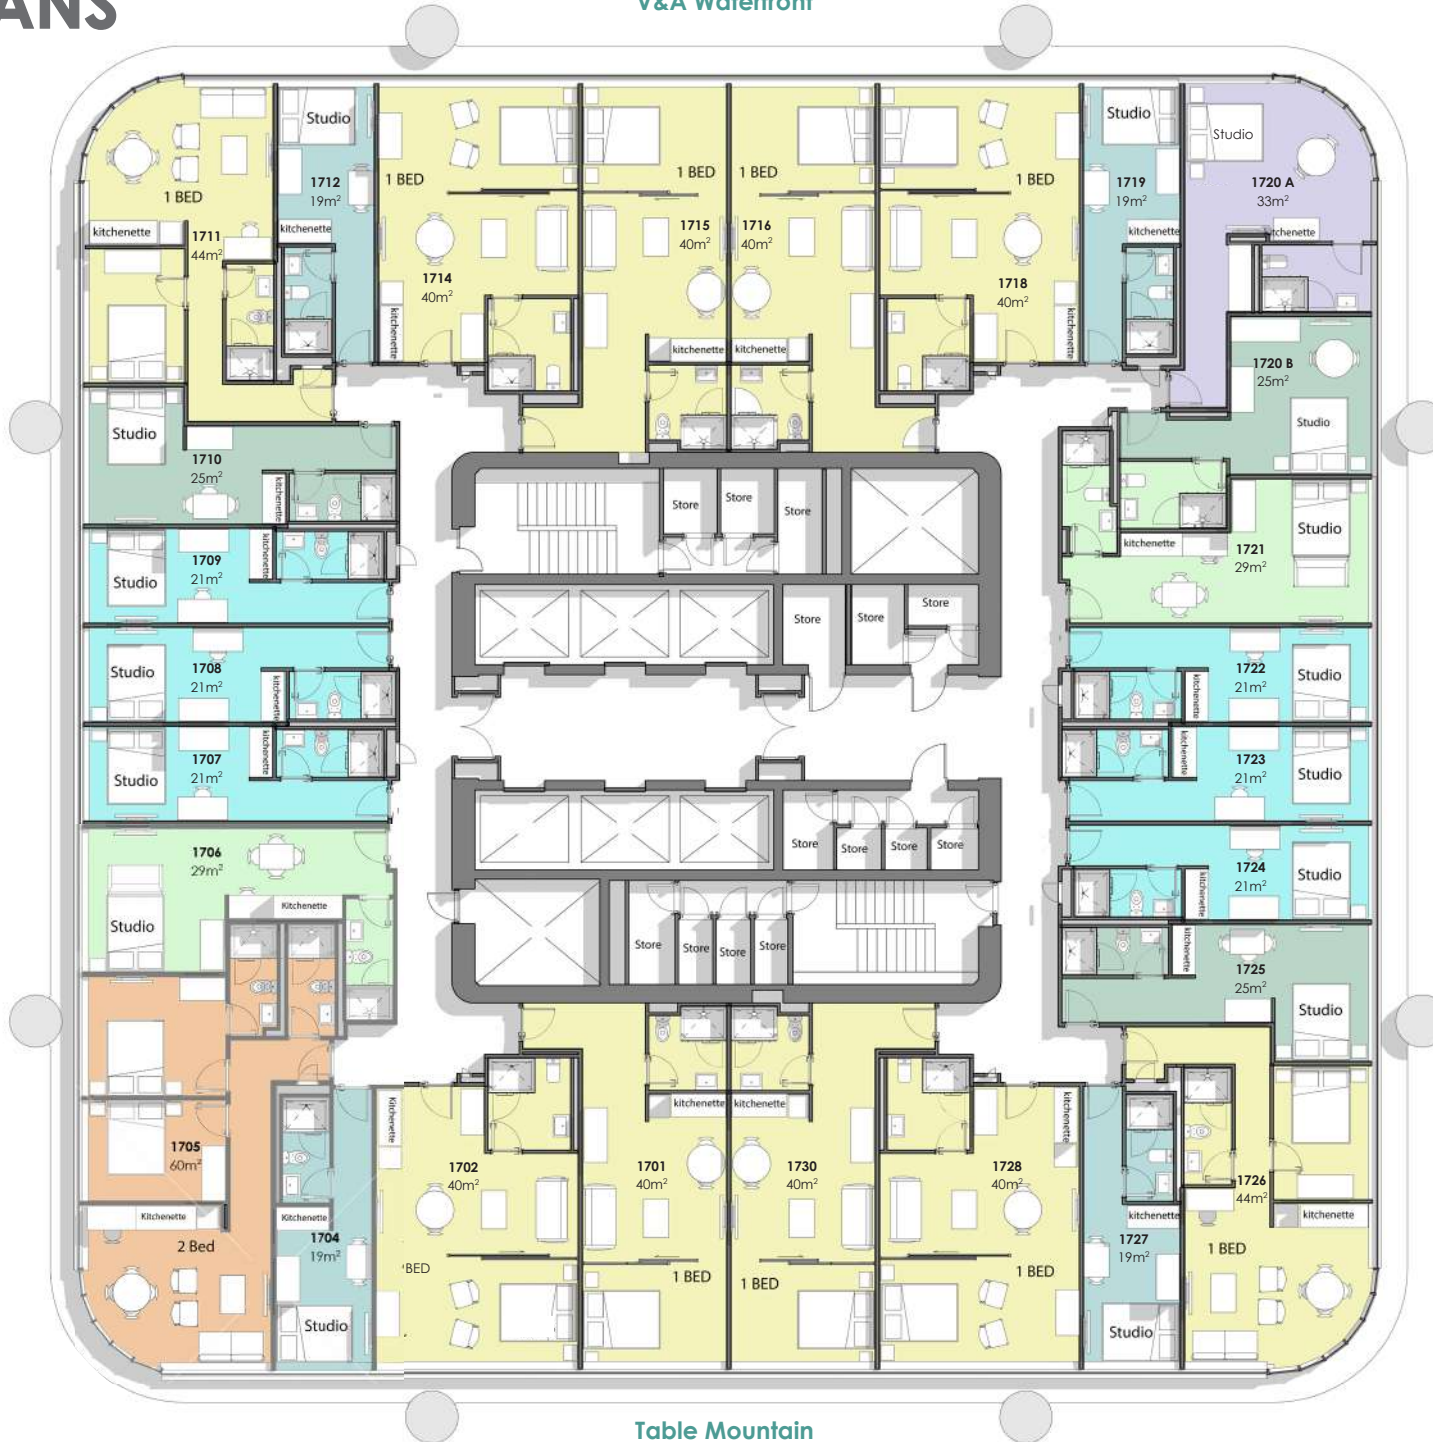 ANS
V&A Waterfront
1 BED
kitchenette
1711
44m²
Studio
1712
19m²
kitchenette
1 BED
1714
40m²
kitchenette
1 BED
1715
40m²
kitchenette
1 BED
1716
40m²
kitchenette
1 BED
1718
40m²
kitchenette
Studio
1719
19m²
kitchenette
Studio
1720 A
33m²
kitchenette
1720 B
25m²
Studio
Studio
1710
25m²
kitchenette
1709
21m²
Studio
kitchenette
1708
21m²
Studio
kitchenette
1707
21m²
Studio
kitchenette
1706
29m²
Kitchenette
Studio
Store
Store
Store
Store
Store
Store
Store
Store
Store
Store
Store
Store
Store
Store
kitchenette
1721
29m²
Studio
1722
21m²
Studio
kitchenette
1723
21m²
Studio
kitchenette
1724
21m²
Studio
kitchenette
1725
25m²
Studio
kitchenette
1705
60m²
Kitchenette
2 Bed
Kitchenette
1704
19m²
Studio
Kitchenette
1702
40m²
BED
kitchenette
1701
40m²
1 BED
kitchenette
1730
40m²
1 BED
kitchenette
1728
40m²
1 BED
kitchenette
1727
19m²
Studio
1726
44m²
kitchenette
1 BED
Table Mountain